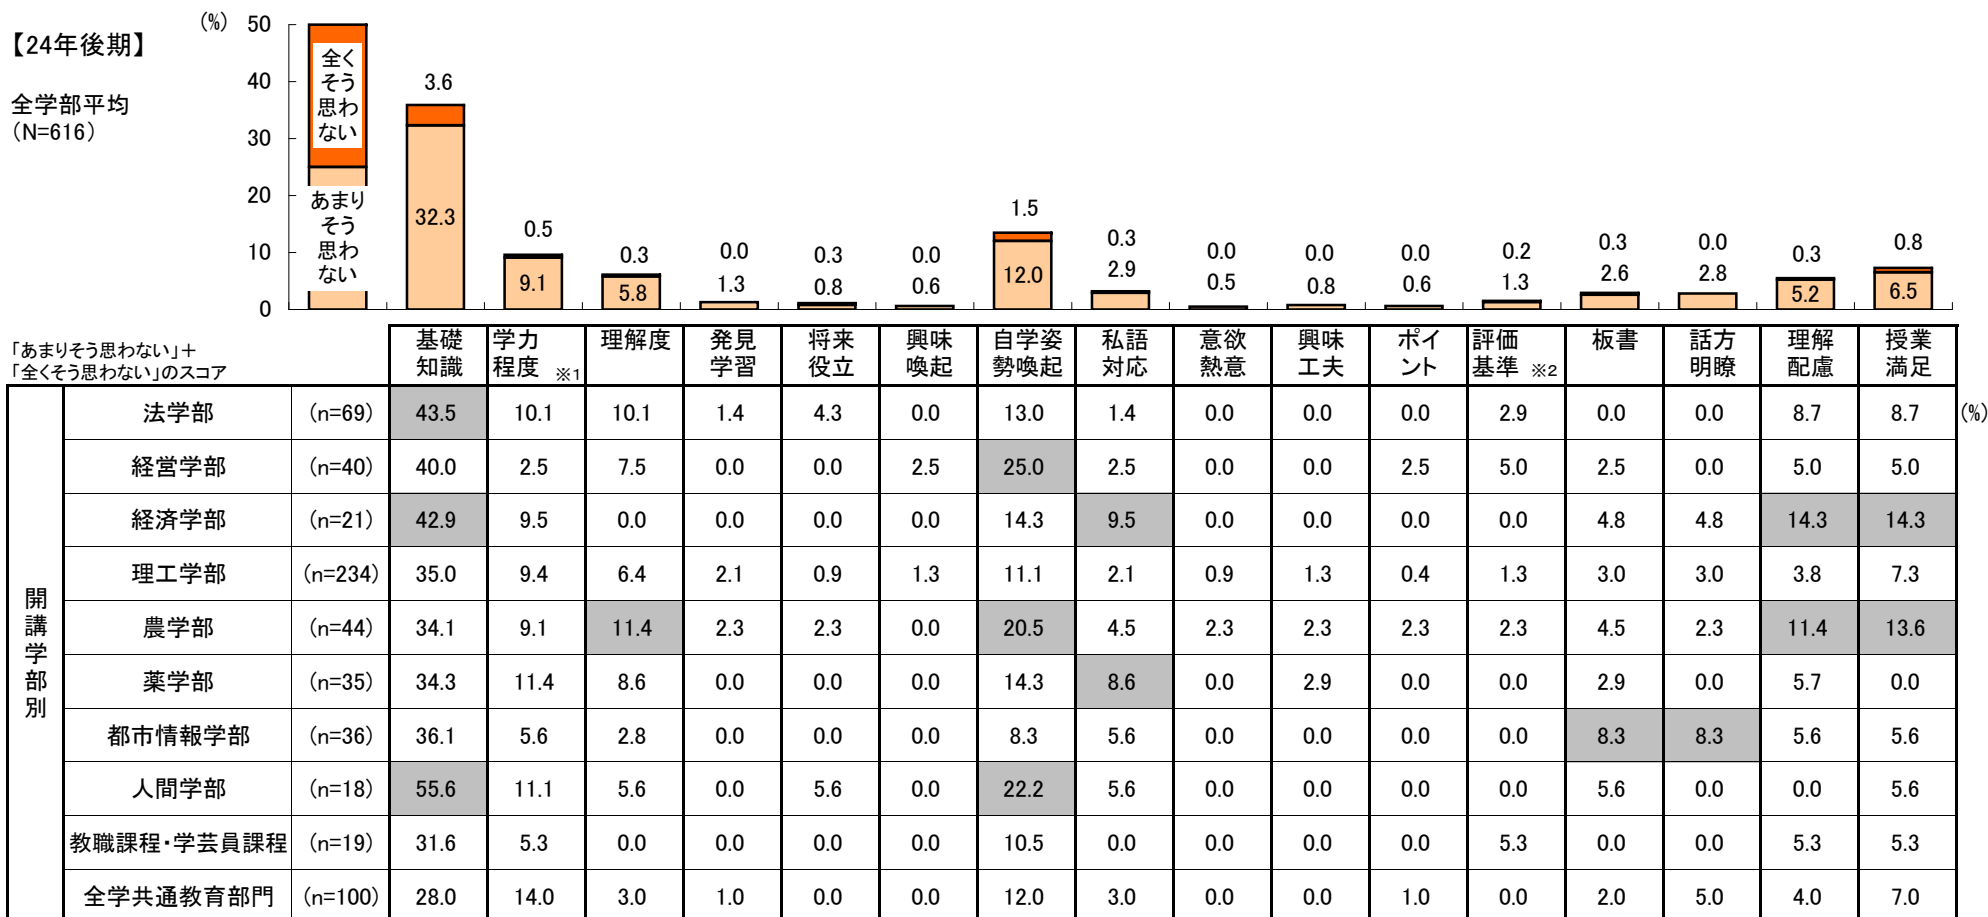 【24年後期】
全学部平均
(N=616)
(%)
50
40
30
20
10
0
全く
そう
思わ
ない
あまり
そう
思わ
ない
3.6
32.3
0.5
9.1
0.3
5.8
0.0
1.3
0.3
0.8
0.0
0.6
1.5
12.0
0.3
2.9
0.0
0.5
0.0
0.8
0.0
0.6
0.2
1.3
0.3
2.6
0.0
2.8
0.3
5.2
0.8
6.5
「あまりそう思わない」＋
「全くそう思わない」のスコア
基礎
知識
学力
程度 ※1
理解度
発見
学習
将来
役立
興味
喚起
自学姿
勢喚起
私語
対応
意欲
熱意
興味
工夫
ポイ
ント
評価
基準 ※2
板書
話方
明瞭
理解
配慮
授業
満足
開講学部別
法学部 (n=69) 43.5 10.1 10.1 1.4 4.3 0.0 13.0 1.4 0.0 0.0 0.0 2.9 0.0 0.0 8.7 8.7 (%)
経営学部 (n=40) 40.0 2.5 7.5 0.0 0.0 2.5 25.0 2.5 0.0 0.0 2.5 5.0 2.5 0.0 5.0 5.0
経済学部 (n=21) 42.9 9.5 0.0 0.0 0.0 0.0 14.3 9.5 0.0 0.0 0.0 0.0 4.8 4.8 14.3 14.3
理工学部 (n=234) 35.0 9.4 6.4 2.1 0.9 1.3 11.1 2.1 0.9 1.3 0.4 1.3 3.0 3.0 3.8 7.3
農学部 (n=44) 34.1 9.1 11.4 2.3 2.3 0.0 20.5 4.5 2.3 2.3 2.3 2.3 4.5 2.3 11.4 13.6
薬学部 (n=35) 34.3 11.4 8.6 0.0 0.0 0.0 14.3 8.6 0.0 2.9 0.0 0.0 2.9 0.0 5.7 0.0
都市情報学部 (n=36) 36.1 5.6 2.8 0.0 0.0 0.0 8.3 5.6 0.0 0.0 0.0 0.0 8.3 8.3 5.6 5.6
人間学部 (n=18) 55.6 11.1 5.6 0.0 5.6 0.0 22.2 5.6 0.0 0.0 0.0 0.0 5.6 0.0 0.0 5.6
教職課程・学芸員課程 (n=19) 31.6 5.3 0.0 0.0 0.0 0.0 10.5 0.0 0.0 0.0 0.0 5.3 0.0 0.0 5.3 5.3
全学共通教育部門 (n=100) 28.0 14.0 3.0 1.0 0.0 0.0 12.0 3.0 0.0 0.0 1.0 0.0 2.0 5.0 4.0 7.0